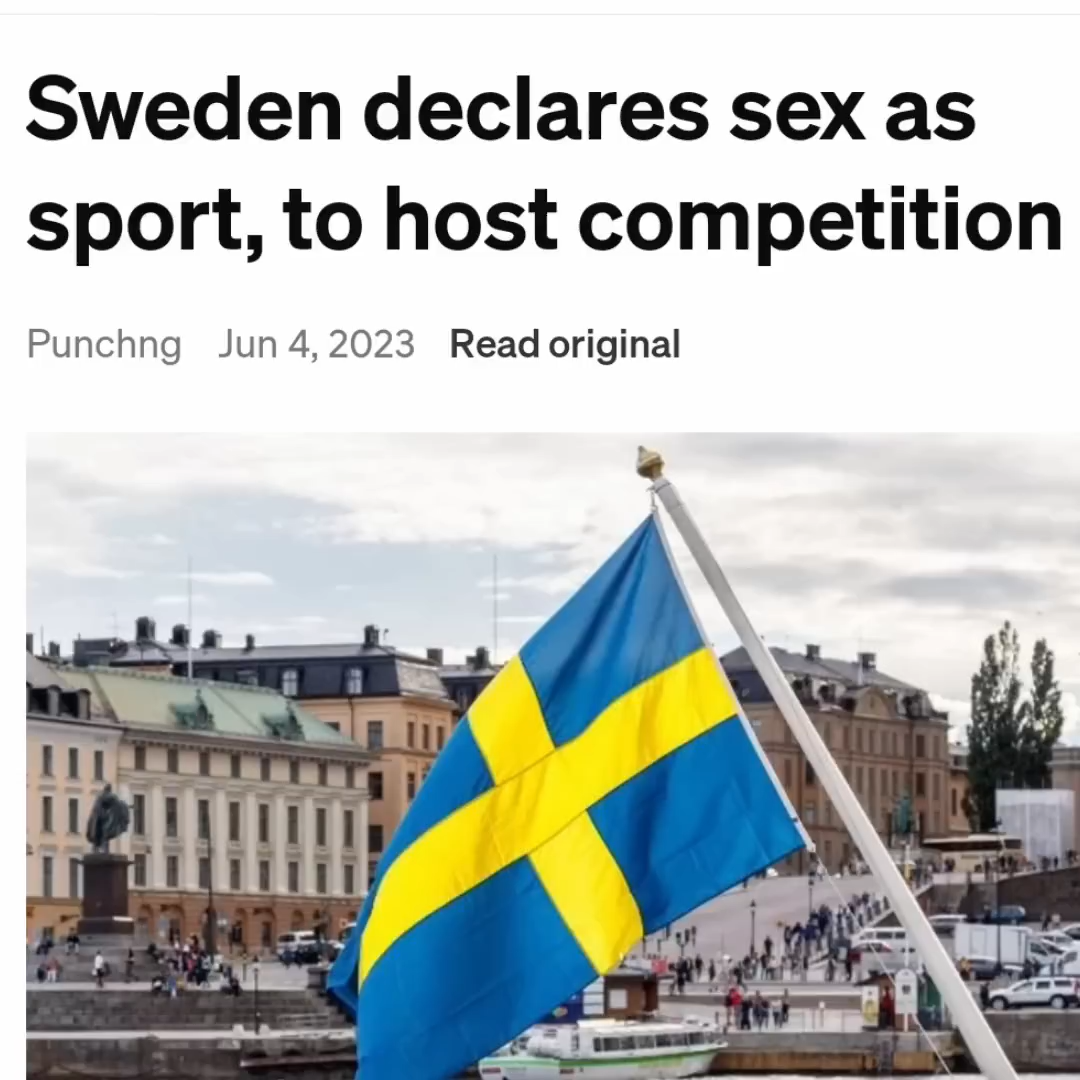 Sweden declares sex as
sport, to host competition
Punchng Jun 4, 2023 Read original